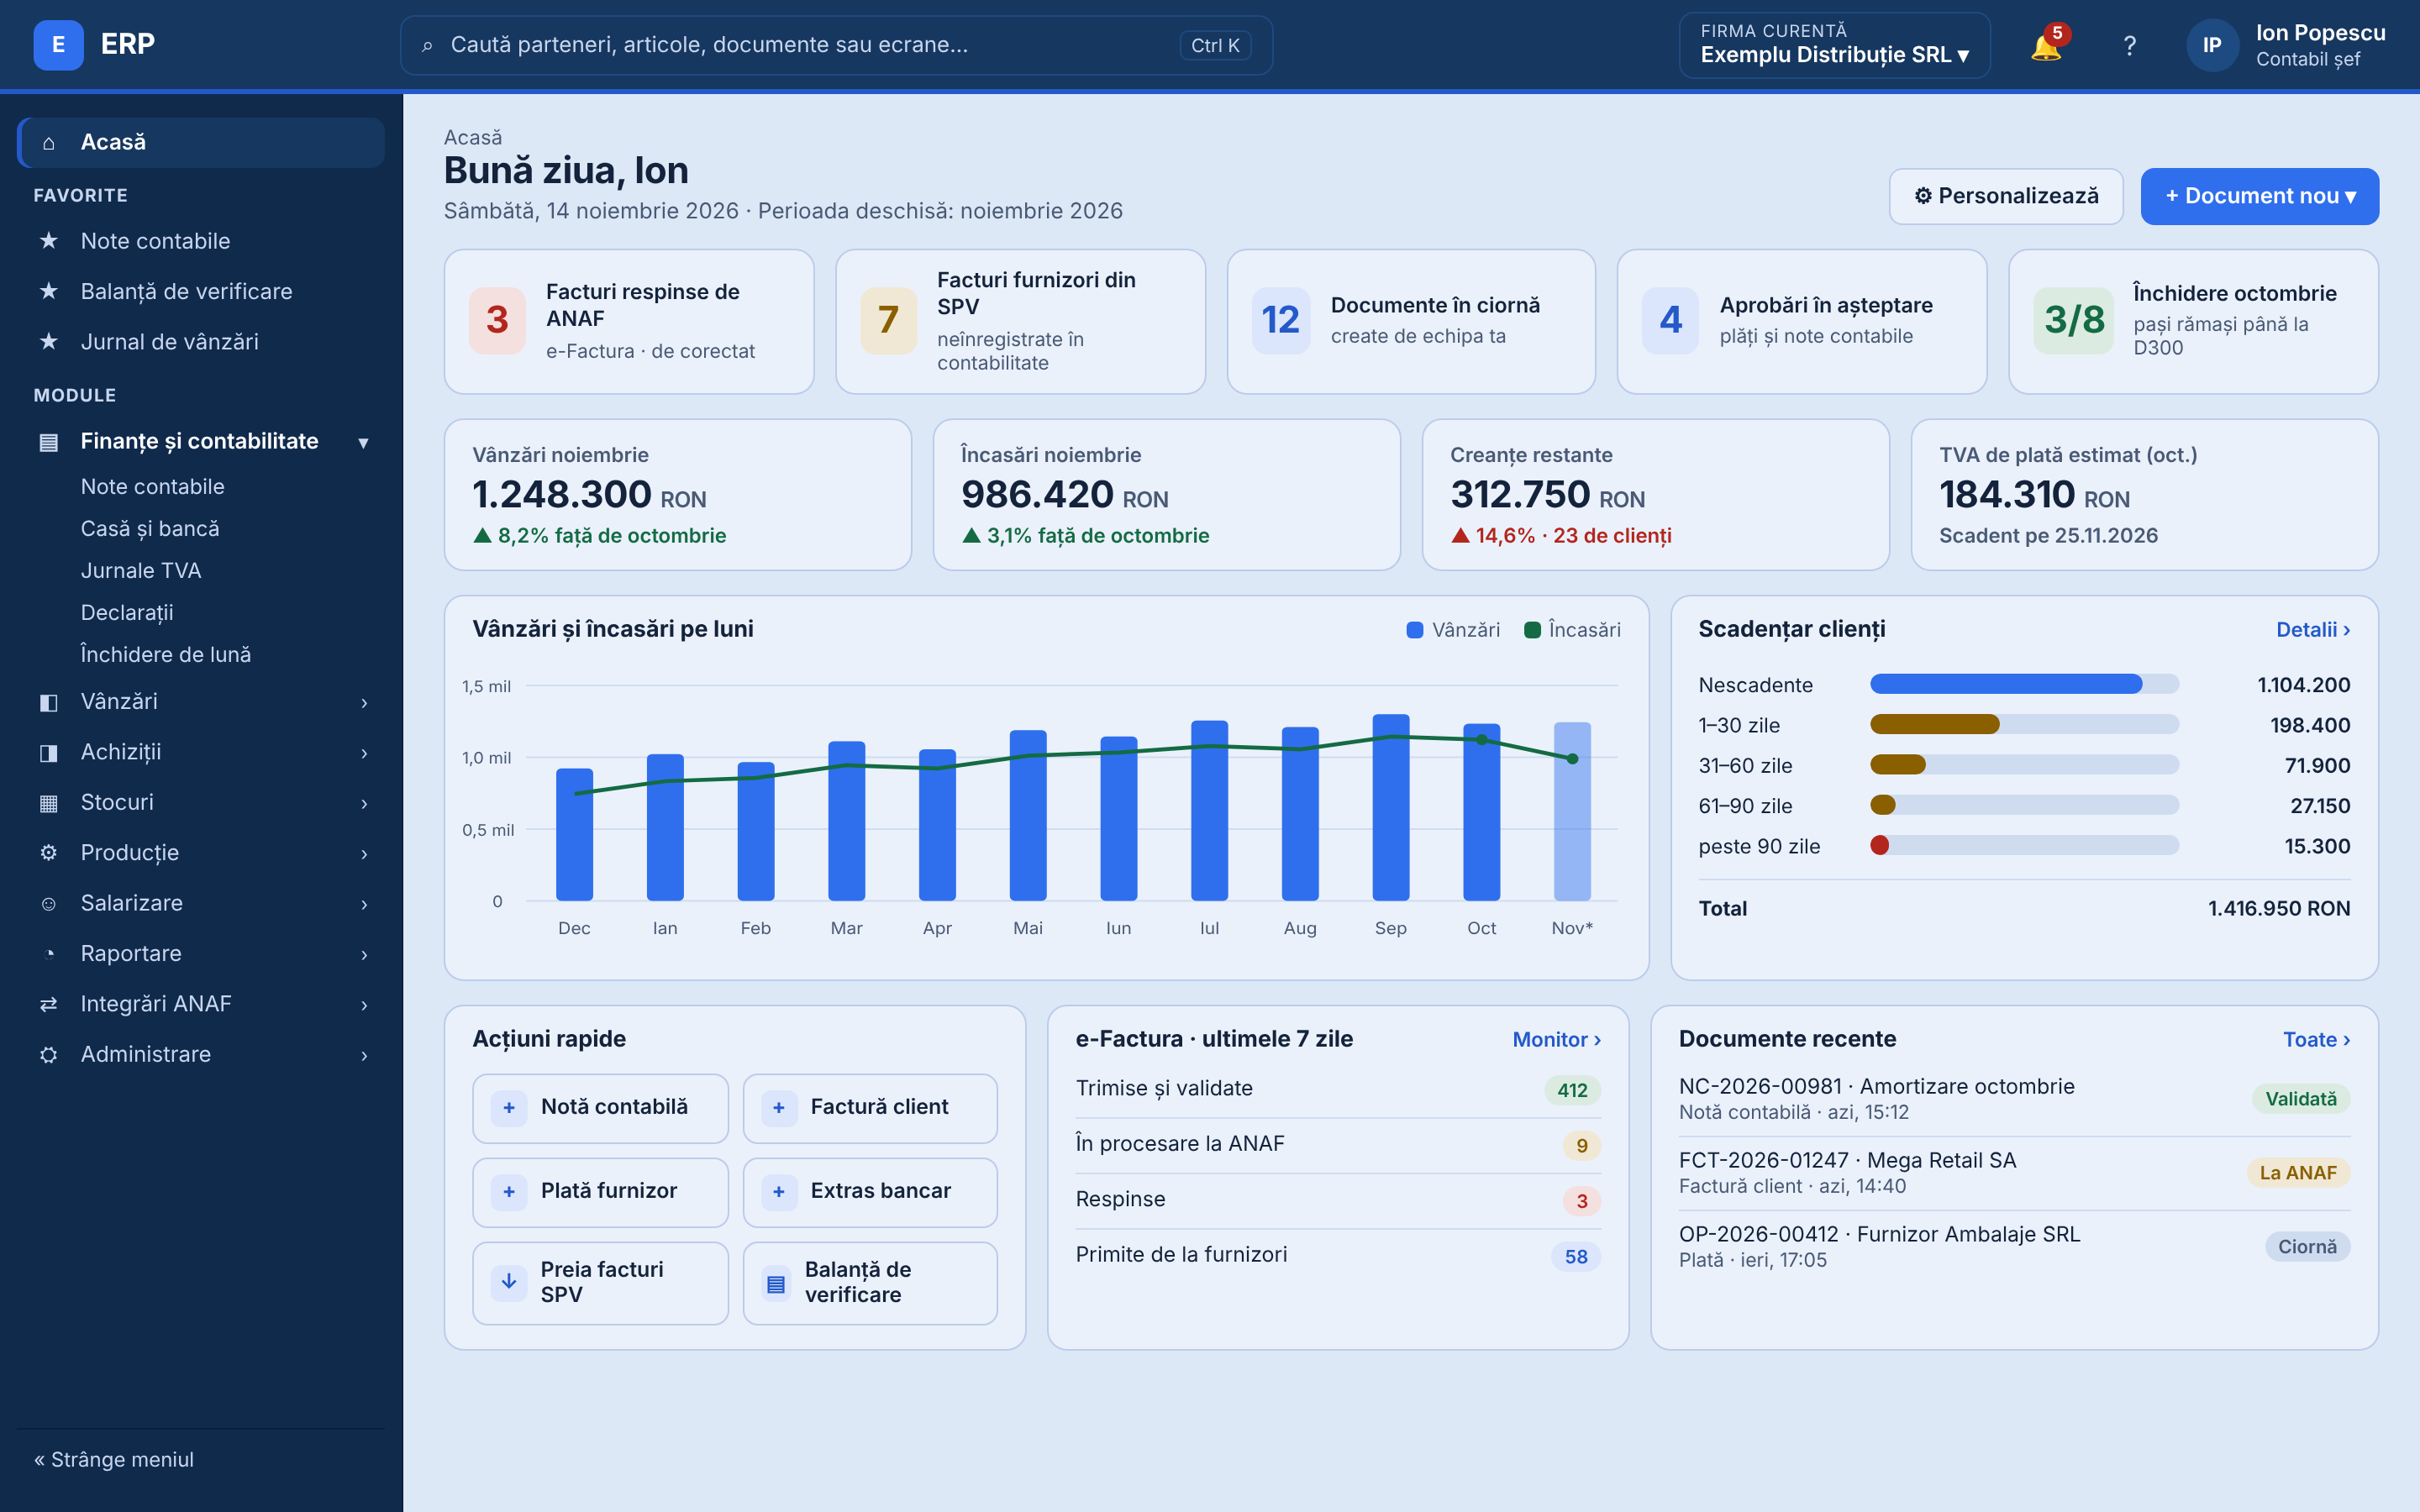 E ERP
Caută parteneri, articole, documente sau ecrane... Ctrl K
FIRMA CURENTĂ
Exemplu Distribuție SRL ▾
5
?
IP
Ion Popescu
Contabil șef
Acasă
FAVORITE
★ Note contabile
★ Balanță de verificare
★ Jurnal de vânzări
MODULE
Finanțe și contabilitate ▾
Note contabile
Casă și bancă
Jurnale TVA
Declarații
Închidere de lună
Vânzări ›
Achiziții ›
Stocuri ›
Producție ›
Salarizare ›
Raportare ›
Integrări ANAF ›
Administrare ›
« Strânge meniul
Acasă
Bună ziua, Ion
Sâmbătă, 14 noiembrie 2026 · Perioada deschisă: noiembrie 2026
⚙ Personalizează
+ Document nou ▾
3
Facturi respinse de
ANAF
e-Factura · de corectat
7
Facturi furnizori din
SPV
neînregistrate în
contabilitate
12
Documente în ciornă
create de echipa ta
4
Aprobări în așteptare
plăți și note contabile
3/8
Închidere octombrie
pași rămași până la
D300
Vânzări noiembrie
1.248.300 RON
▲ 8,2% față de octombrie
Încasări noiembrie
986.420 RON
▲ 3,1% față de octombrie
Creanțe restante
312.750 RON
▲ 14,6% · 23 de clienți
TVA de plată estimat (oct.)
184.310 RON
Scadent pe 25.11.2026
Vânzări și încasări pe luni
Vânzări Încasări
1,5 mil
1,0 mil
0,5 mil
0
Dec Ian Feb Mar Apr Mai Iun Iul Aug Sep Oct Nov*
Scadențar clienți
Detalii ›
Nescadente 1.104.200
1–30 zile 198.400
31–60 zile 71.900
61–90 zile 27.150
peste 90 zile 15.300
Total 1.416.950 RON
Acțiuni rapide
+ Notă contabilă
+ Factură client
+ Plată furnizor
+ Extras bancar
↓ Preia facturi
SPV
Balanță de
verificare
e-Factura · ultimele 7 zile
Monitor ›
Trimise și validate 412
În procesare la ANAF 9
Respinse 3
Primite de la furnizori 58
Documente recente
Toate ›
NC-2026-00981 · Amortizare octombrie
Notă contabilă · azi, 15:12
Validată
FCT-2026-01247 · Mega Retail SA
Factură client · azi, 14:40
La ANAF
OP-2026-00412 · Furnizor Ambalaje SRL
Plată · ieri, 17:05
Ciornă